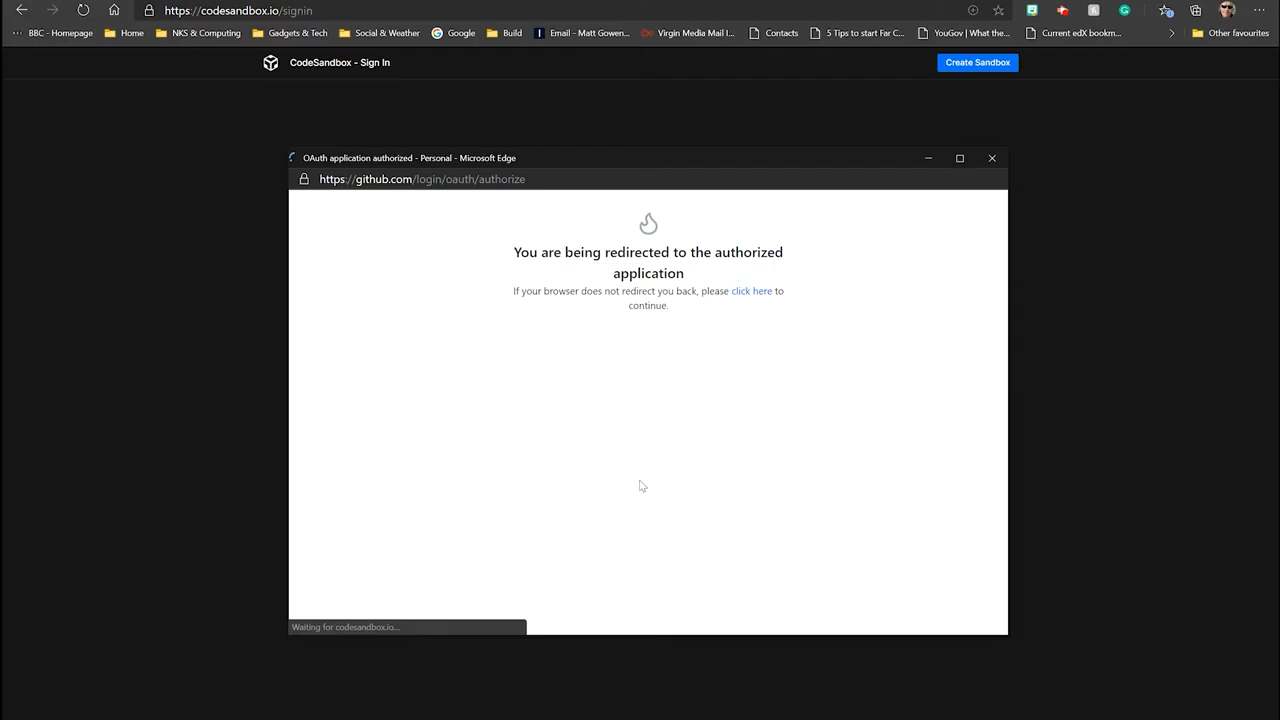 https://codesandbox.io/signin
BBC - Homepage
Home
NKS & Computing
Gadgets & Tech
Social & Weather
Google
Build
Email - Matt Gowen...
Virgin Media Mail I...
Contacts
5 Tips to start Far C...
YouGov | What the...
Current edX bookm...
Other favourites
CodeSandbox - Sign In
Create Sandbox
OAuth application authorized - Personal - Microsoft Edge
https://github.com/login/oauth/authorize
You are being redirected to the authorized
application
If your browser does not redirect you back, please click here to
continue.
Waiting for codesandbox.io...